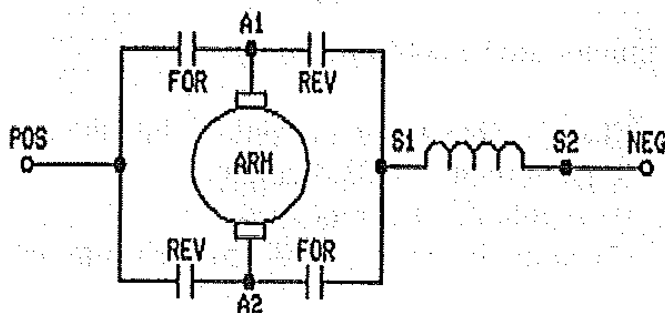 A1
FOR REV
POS ARM S1 S2 NEG
REV FOR
A2